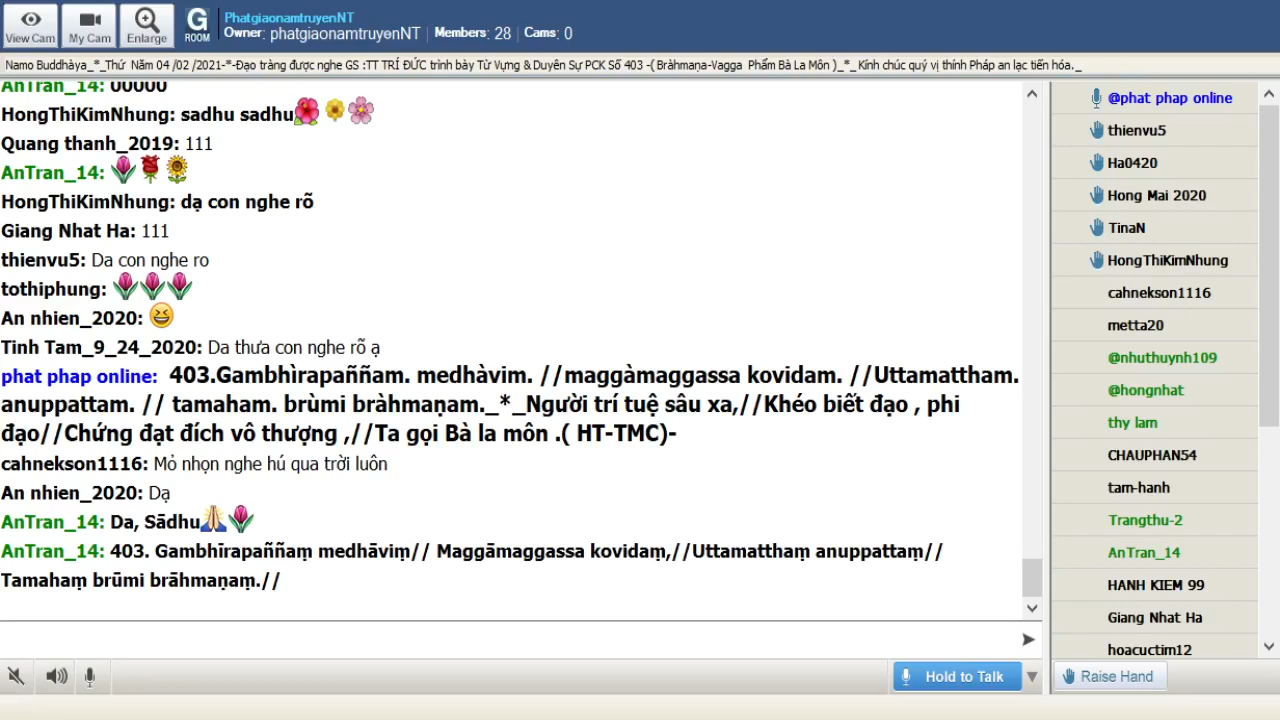 View Cam
My Cam
Enlarge
G
ROOM
PhatgiaonamtruyenNT
Owner: phatgiaonamtruyenNT | Members: 28 | Cams: 0
Namo Buddhàya_*_Thứ Năm 04 /02 /2021-*-Đạo tràng được nghe GS :TT TRÍ ĐỨC trình bày Từ Vựng & Duyên Sự PCK Số 403 -( Bràhmaṇa-Vagga Phẩm Bà La Môn )_*_ Kính chúc quý vị thính Pháp an lạc tiến hóa._
AnTran_14: 00000
HongThiKimNhung: sadhu sadhu
Quang thanh_2019: 111
AnTran_14:
HongThiKimNhung: dạ con nghe rõ
Giang Nhat Ha: 111
thienvu5: Da con nghe ro
tothiphung:
An nhien_2020:
Tinh Tam_9_24_2020: Da thưa con nghe rõ ạ
phat phap online: 403.Gambhìrapaññam. medhàvim. //maggàmaggassa kovidam. //Uttamattham.
anuppattam. // tamaham. brùmi bràhmaṇam._*_Người trí tuệ sâu xa,//Khéo biết đạo , phi
đạo//Chứng đạt đích vô thượng ,//Ta gọi Bà la môn .( HT-TMC)-
cahnekson1116: Mỏ nhọn nghe hú qua trời luôn
An nhien_2020: Dạ
AnTran_14: Da, Sādhu
AnTran_14: 403. Gambhīrapaññaṃ medhāviṃ// Maggāmaggassa kovidaṃ,//Uttamatthaṃ anuppattaṃ//
Tamahaṃ brūmi brāhmaṇaṃ.//
Hold to Talk
@phat phap online
thienvu5
Ha0420
Hong Mai 2020
TinaN
HongThiKimNhung
cahnekson1116
metta20
@nhuthuynh109
@hongnhat
thy lam
CHAUPHAN54
tam-hanh
Trangthu-2
AnTran_14
HANH KIEM 99
Giang Nhat Ha
hoacuctim12
Raise Hand